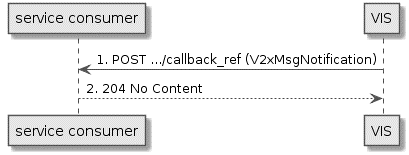 service consumer VIS
1. POST .../callback_ref (V2xMsgNotification)
2. 204 No Content
service consumer VIS